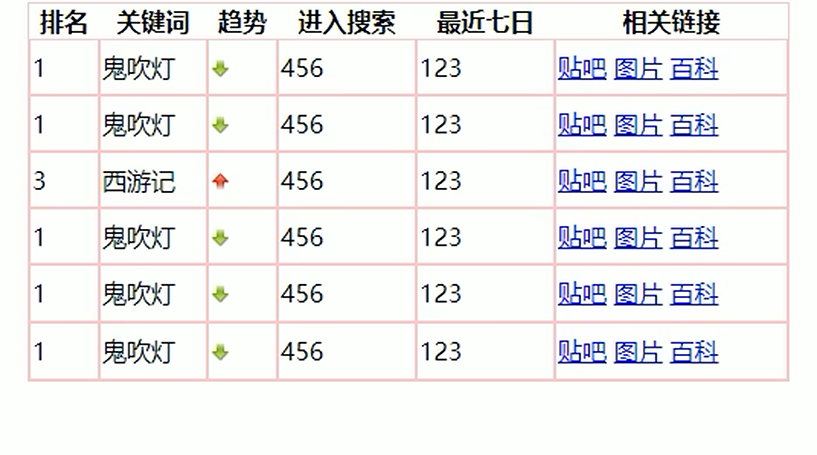 排名 关键词 趋势 进入搜索 最近七日 相关链接
1 鬼吹灯 456 123 贴吧 图片 百科
1 鬼吹灯 456 123 贴吧 图片 百科
3 西游记 456 123 贴吧 图片 百科
1 鬼吹灯 456 123 贴吧 图片 百科
1 鬼吹灯 456 123 贴吧 图片 百科
1 鬼吹灯 456 123 贴吧 图片 百科